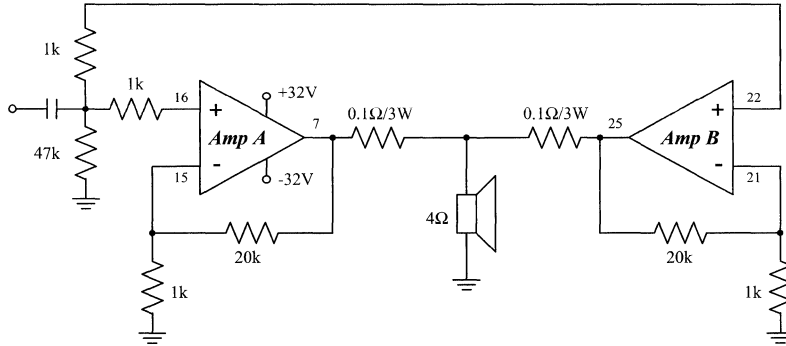 1k
1k
16
+32V
+
Amp A
7
0.1Ω/3W
0.1Ω/3W
25
+
22
Amp B
47k
15
-
-32V
-
21
4Ω
20k
20k
1k
1k